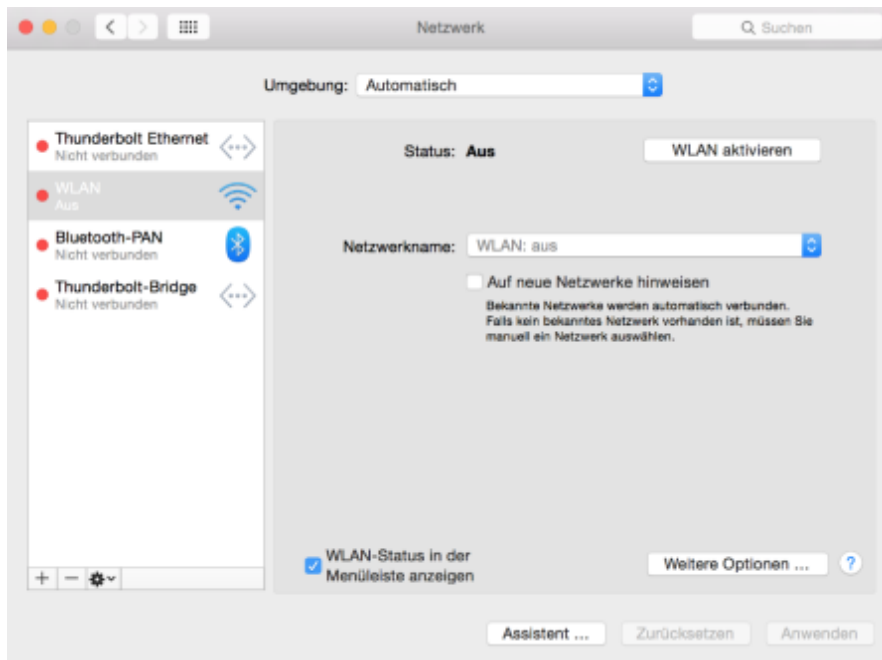 Netzwerk
Suchen
Umgebung: Automatisch
Thunderbolt Ethernet
Nicht verbunden
WLAN
Aus
Bluetooth-PAN
Nicht verbunden
Thunderbolt-Bridge
Nicht verbunden
Status: Aus
WLAN aktivieren
Netzwerkname: WLAN: aus
Auf neue Netzwerke hinweisen
Bekannte Netzwerke werden automatisch verbunden.
Falls kein bekanntes Netzwerk vorhanden ist, müssen Sie
manuell ein Netzwerk auswählen.
WLAN-Status in der
Menüleiste anzeigen
Weitere Optionen ...
?
Assistent ...
Zurücksetzen
Anwenden